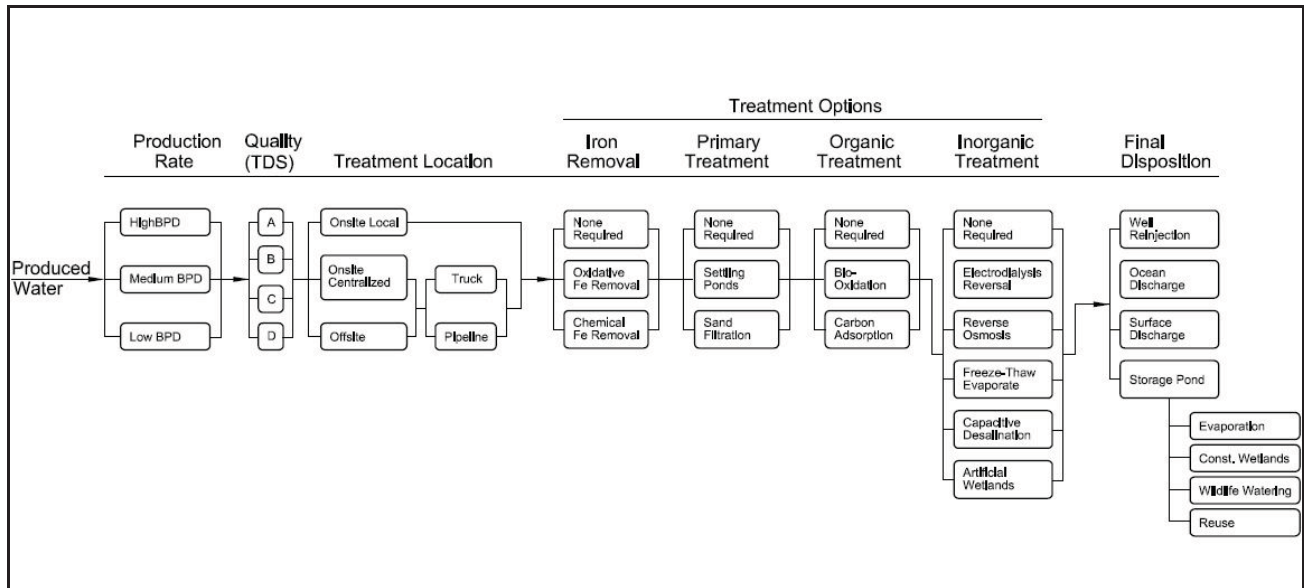 Treatment Options
Production
Rate
Quality
(TDS)
Treatment Location
Iron
Removal
Primary
Treatment
Organic
Treatment
Inorganic
Treatment
Final
Disposition
Produced
Water
HighBPD
Medium BPD
Low BPD
A
B
C
D
Onsite Local
Onsite
Centralized
Offsite
Truck
Pipeline
None
Required
Oxidative
Fe Removal
Chemical
Fe Removal
None
Required
Settling
Ponds
Sand
Filtration
None
Required
Bio-
Oxidation
Carbon
Adsorption
None
Required
Electrodialysis
Reversal
Reverse
Osmosis
Freeze-Thaw
Evaporate
Capacitive
Desalination
Artificial
Wetlands
Well
Reinjection
Ocean
Discharge
Surface
Discharge
Storage Pond
Evaporation
Const. Wetlands
Wildlife Watering
Reuse